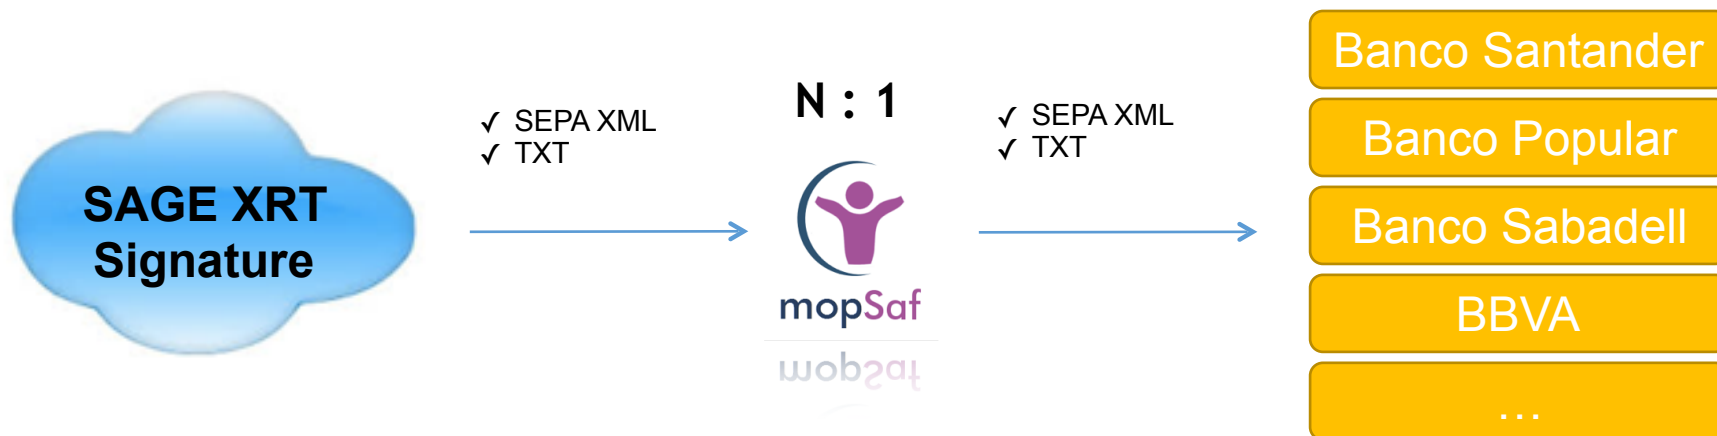 SAGE XRT
Signature
✓ SEPA XML
✓ TXT
N : 1
mopSaf
✓ SEPA XML
✓ TXT
Banco Santander
Banco Popular
Banco Sabadell
BBVA
...